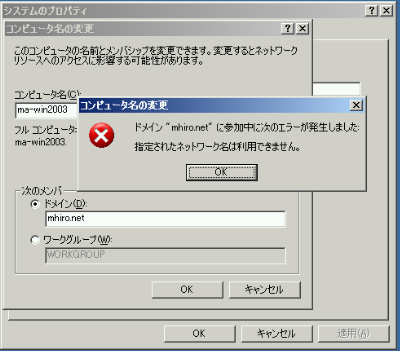 システムのプロパティ
コンピュータ名の変更
このコンピュータの名前とメンバシップを変更できます。変更するとネットワーク
リソースへのアクセスに影響する可能性があります。
コンピュータ名(C):
ma-win2003
フル コンピュータ
ma-win2003.
コンピュータ名の変更
ドメイン "mhiro.net" に参加中に次のエラーが発生しました:
指定されたネットワーク名は利用できません。
OK
次のメンバ
ドメイン(D):
mhiro.net
ワークグループ(W):
WORKGROUP
OK
キャンセル
OK
キャンセル
適用(A)